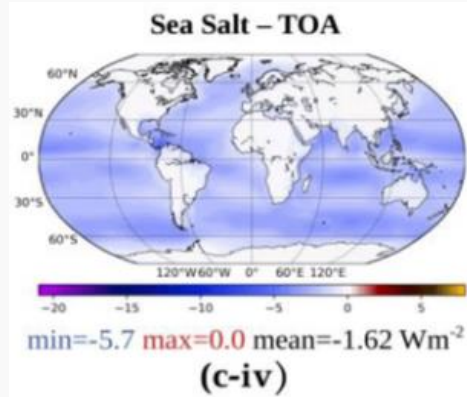 Sea Salt – TOA
60°N
30°N
0°
30°S
60°S
120°W 60°W 0° 60°E 120°E
−20 −15 −10 −5 0 5
min=-5.7 max=0.0 mean=-1.62 Wm⁻²
(c-iv)